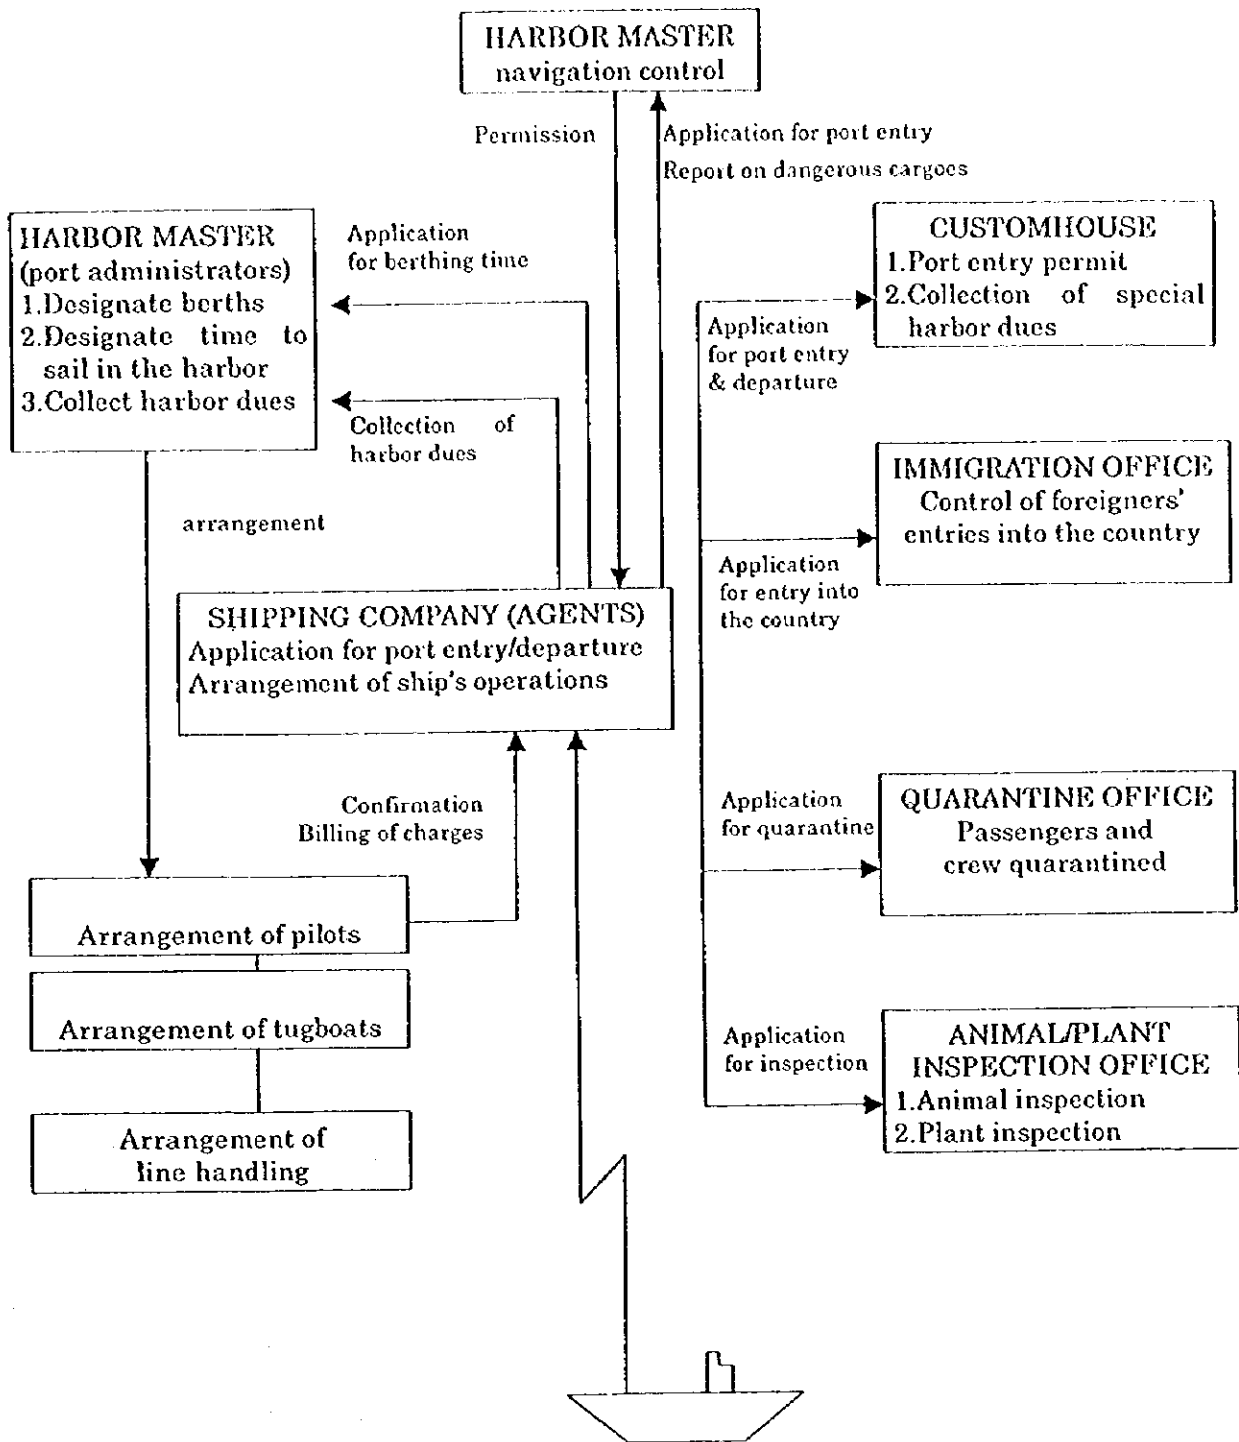 HARBOR MASTER
navigation control
Permission
Application for port entry
Report on dangerous cargoes
HARBOR MASTER
(port administrators)
1.Designate berths
2.Designate time to
sail in the harbor
3.Collect harbor dues
Application
for berthing time
Collection of
harbor dues
arrangement
CUSTOMHOUSE
1.Port entry permit
2.Collection of special
harbor dues
Application
for port entry
& departure
IMMIGRATION OFFICE
Control of foreigners'
entries into the country
Application
for entry into
the country
SHIPPING COMPANY (AGENTS)
Application for port entry/departure
Arrangement of ship's operations
Confirmation
Billing of charges
Application
for quarantine
QUARANTINE OFFICE
Passengers and
crew quarantined
Arrangement of pilots
Arrangement of tugboats
Arrangement of
line handling
Application
for inspection
ANIMAL/PLANT
INSPECTION OFFICE
1.Animal inspection
2.Plant inspection